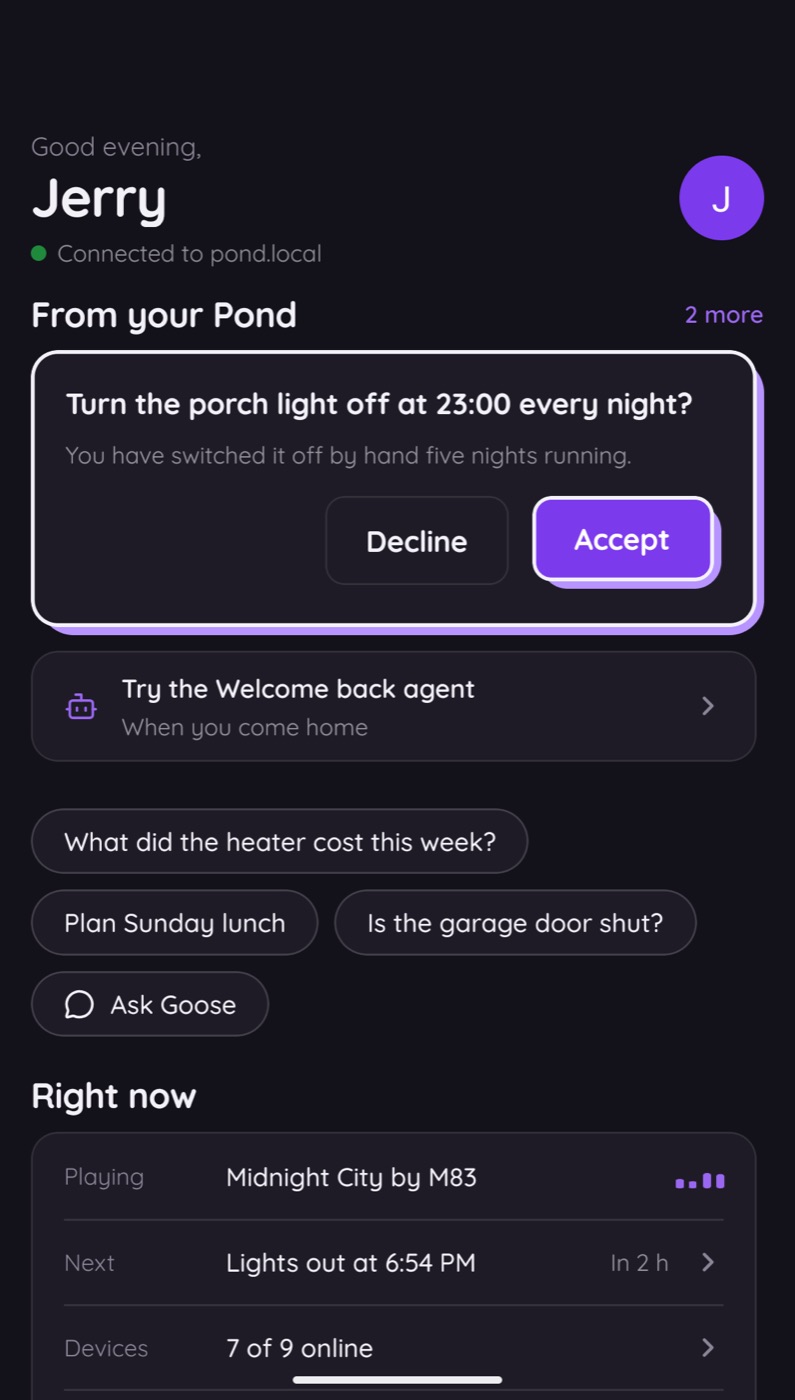 Good evening,
Jerry
J
Connected to pond.local
From your Pond
2 more
Turn the porch light off at 23:00 every night?
You have switched it off by hand five nights running.
Decline
Accept
Try the Welcome back agent
When you come home
What did the heater cost this week?
Plan Sunday lunch
Is the garage door shut?
Ask Goose
Right now
Playing
Midnight City by M83
Next
Lights out at 6:54 PM
In 2 h
Devices
7 of 9 online